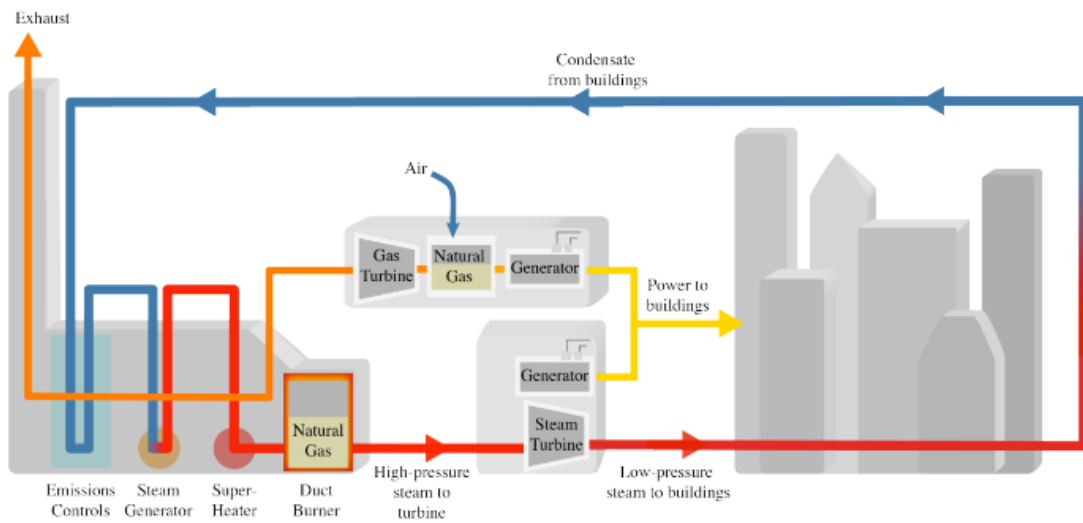 Exhaust
Condensate
from buildings
Air
Gas
Turbine
Natural
Gas
Generator
Power to
buildings
Generator
Steam
Turbine
Natural
Gas
Emissions
Controls
Steam
Generator
Super-
Heater
Duct
Burner
High-pressure
steam to
turbine
Low-pressure
steam to buildings